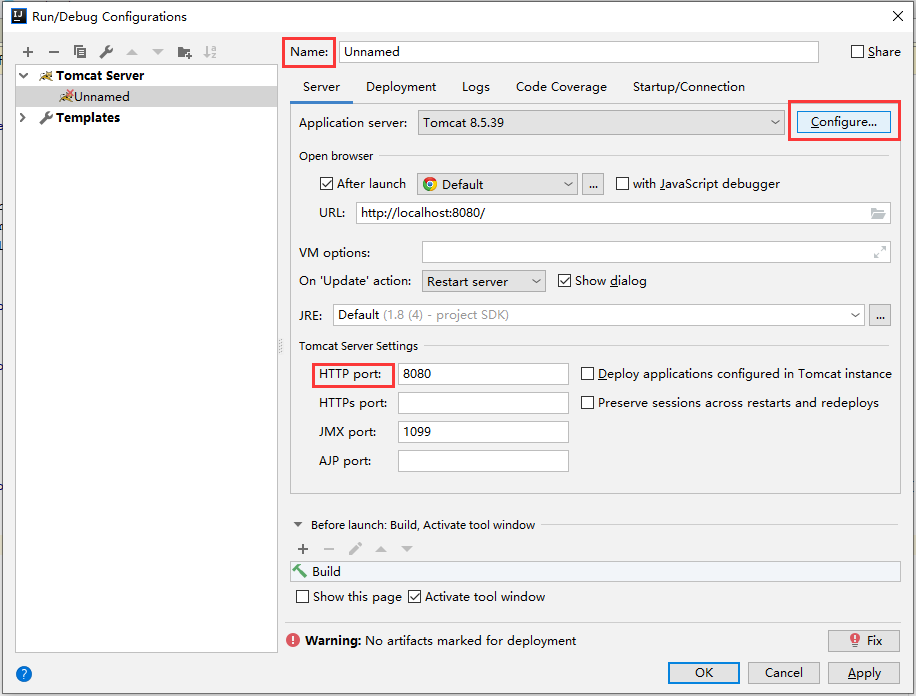 Run/Debug Configurations
Name: Unnamed Share
Tomcat Server
Unnamed
Templates
Server Deployment Logs Code Coverage Startup/Connection
Application server: Tomcat 8.5.39 Configure...
Open browser
After launch Default ... with JavaScript debugger
URL: http://localhost:8080/
VM options:
On 'Update' action: Restart server Show dialog
JRE: Default (1.8 (4) - project SDK) ...
Tomcat Server Settings
HTTP port: 8080 Deploy applications configured in Tomcat instance
HTTPs port: Preserve sessions across restarts and redeploys
JMX port: 1099
AJP port:
Before launch: Build, Activate tool window
Build
Show this page Activate tool window
Warning: No artifacts marked for deployment Fix
OK Cancel Apply